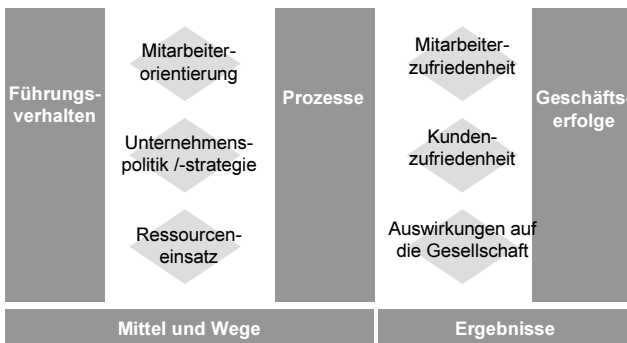 Führungs-
verhalten
Mitarbeiter-
orientierung
Unternehmens-
politik /-strategie
Ressourcen-
einsatz
Prozesse
Mitarbeiter-
zufriedenheit
Kunden-
zufriedenheit
Auswirkungen auf
die Gesellschaft
Geschäfts-
erfolge
Mittel und Wege
Ergebnisse